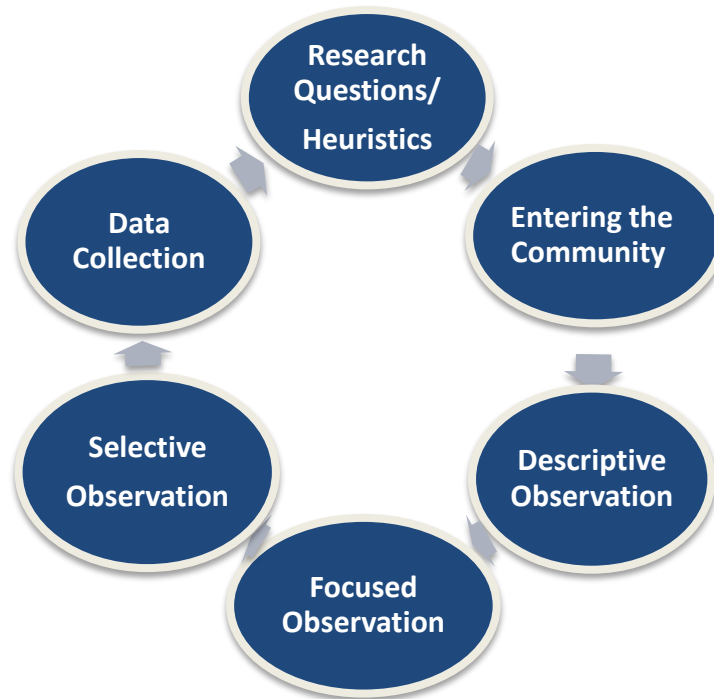 Research
Questions/
Heuristics
Entering the
Community
Descriptive
Observation
Focused
Observation
Selective
Observation
Data
Collection